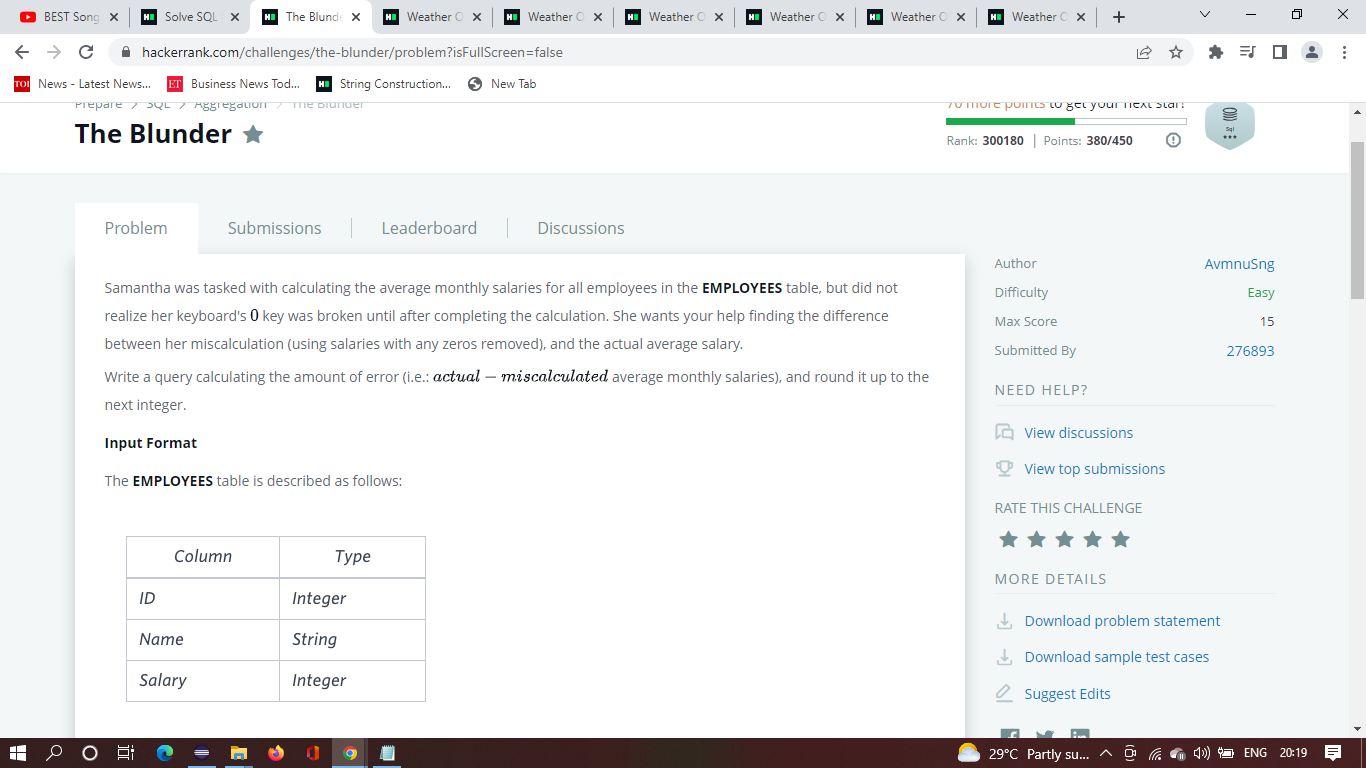 BEST Song
Solve SQL
The Blunde
Weather O
Weather O
Weather O
Weather O
Weather O
Weather O
hackerrank.com/challenges/the-blunder/problem?isFullScreen=false
TOI News - Latest News...
ET Business News Tod...
String Construction...
New Tab
Prepare > SQL > Aggregation > The Blunder
The Blunder
70 more points to get your next star!
Rank: 300180 | Points: 380/450
Sql
Problem
Submissions
Leaderboard
Discussions
Samantha was tasked with calculating the average monthly salaries for all employees in the EMPLOYEES table, but did not
realize her keyboard's 0 key was broken until after completing the calculation. She wants your help finding the difference
between her miscalculation (using salaries with any zeros removed), and the actual average salary.
Write a query calculating the amount of error (i.e.: actual − miscalculated average monthly salaries), and round it up to the
next integer.
Input Format
The EMPLOYEES table is described as follows:
Column Type
ID Integer
Name String
Salary Integer
Author AvmnuSng
Difficulty Easy
Max Score 15
Submitted By 276893
NEED HELP?
View discussions
View top submissions
RATE THIS CHALLENGE
MORE DETAILS
Download problem statement
Download sample test cases
Suggest Edits
29°C Partly su...
ENG
20:19